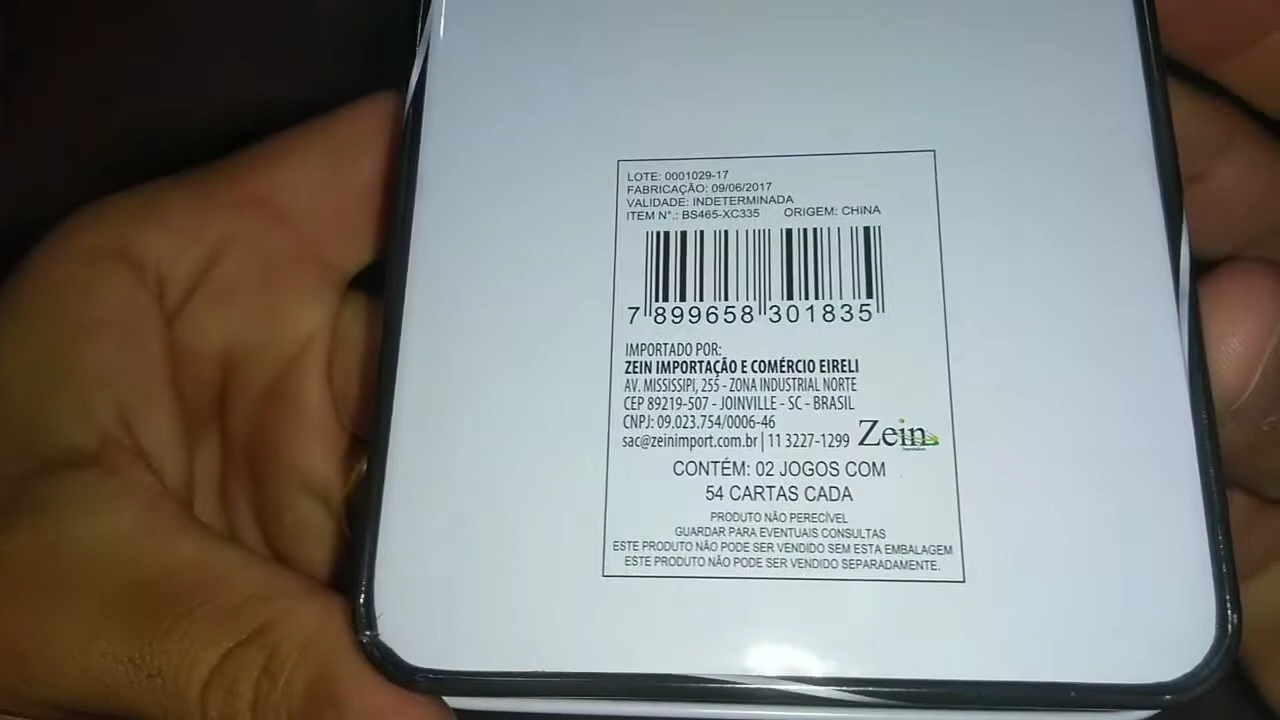 LOTE: 0001029-17
FABRICAÇÃO: 09/06/2017
VALIDADE: INDETERMINADA
ITEM N°.: BS465-XC335 ORIGEM: CHINA
7 899658 301835
IMPORTADO POR:
ZEIN IMPORTAÇÃO E COMÉRCIO EIRELI
AV. MISSISSIPI, 255 - ZONA INDUSTRIAL NORTE
CEP 89219-507 - JOINVILLE - SC - BRASIL
CNPJ: 09.023.754/0006-46
sac@zeinimport.com.br | 11 3227-1299 Zein
CONTÉM: 02 JOGOS COM
54 CARTAS CADA
PRODUTO NÃO PERECÍVEL
GUARDAR PARA EVENTUAIS CONSULTAS
ESTE PRODUTO NÃO PODE SER VENDIDO SEM ESTA EMBALAGEM
ESTE PRODUTO NÃO PODE SER VENDIDO SEPARADAMENTE.